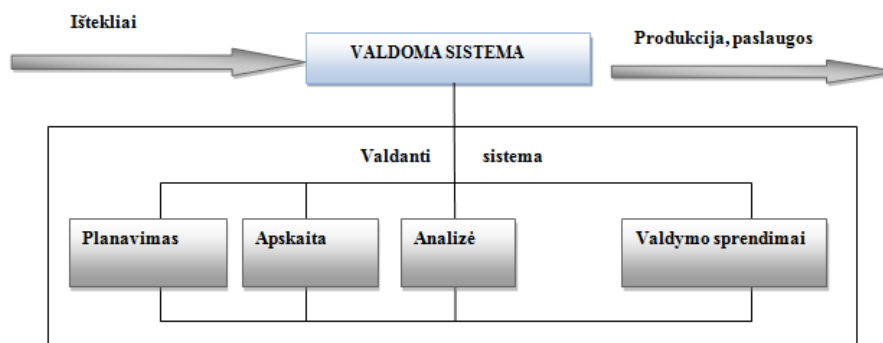 Ištekliai
VALDOMA SISTEMA
Produkcija, paslaugos
Valdanti sistema
Planavimas
Apskaita
Analizė
Valdymo sprendimai